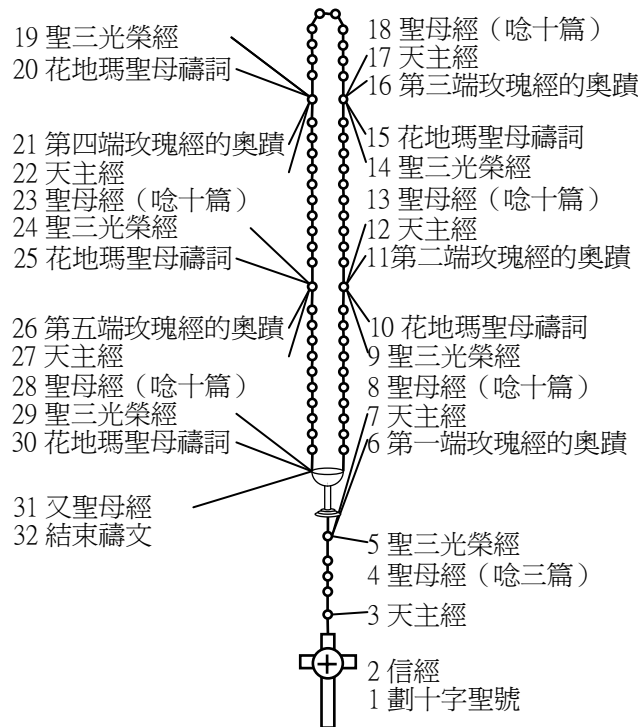 19 聖三光榮經
20 花地瑪聖母禱詞
21 第四端玫瑰經的奧蹟
22 天主經
23 聖母經（唸十篇）
24 聖三光榮經
25 花地瑪聖母禱詞
26 第五端玫瑰經的奧蹟
27 天主經
28 聖母經（唸十篇）
29 聖三光榮經
30 花地瑪聖母禱詞
31 又聖母經
32 結束禱文
18 聖母經（唸十篇）
17 天主經
16 第三端玫瑰經的奧蹟
15 花地瑪聖母禱詞
14 聖三光榮經
13 聖母經（唸十篇）
12 天主經
11第二端玫瑰經的奧蹟
10 花地瑪聖母禱詞
9 聖三光榮經
8 聖母經（唸十篇）
7 天主經
6 第一端玫瑰經的奧蹟
5 聖三光榮經
4 聖母經（唸三篇）
3 天主經
2 信經
1 劃十字聖號